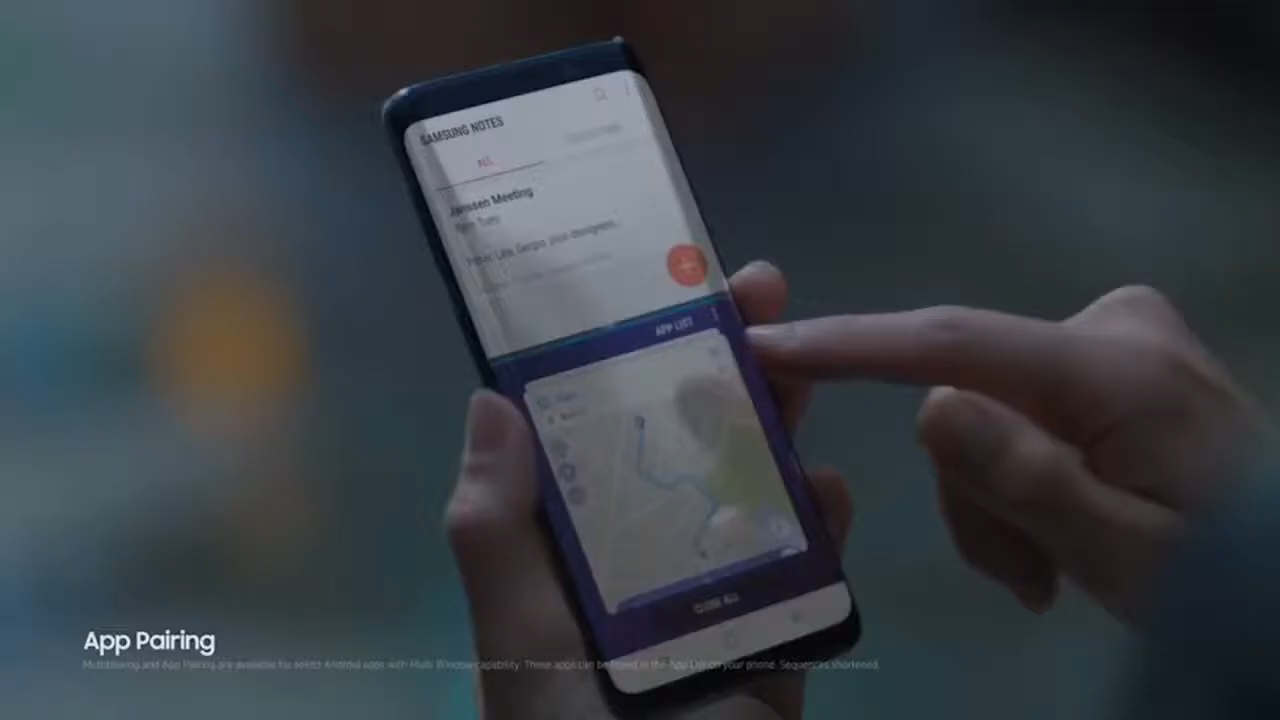 SAMSUNG NOTES
ALL
Janssen Meeting
APP LIST
CLOSE ALL
App Pairing
Multitasking and App Pairing are available for select Android apps with Multi Window capability. These apps can be found in the App List on your phone. Sequences shortened.